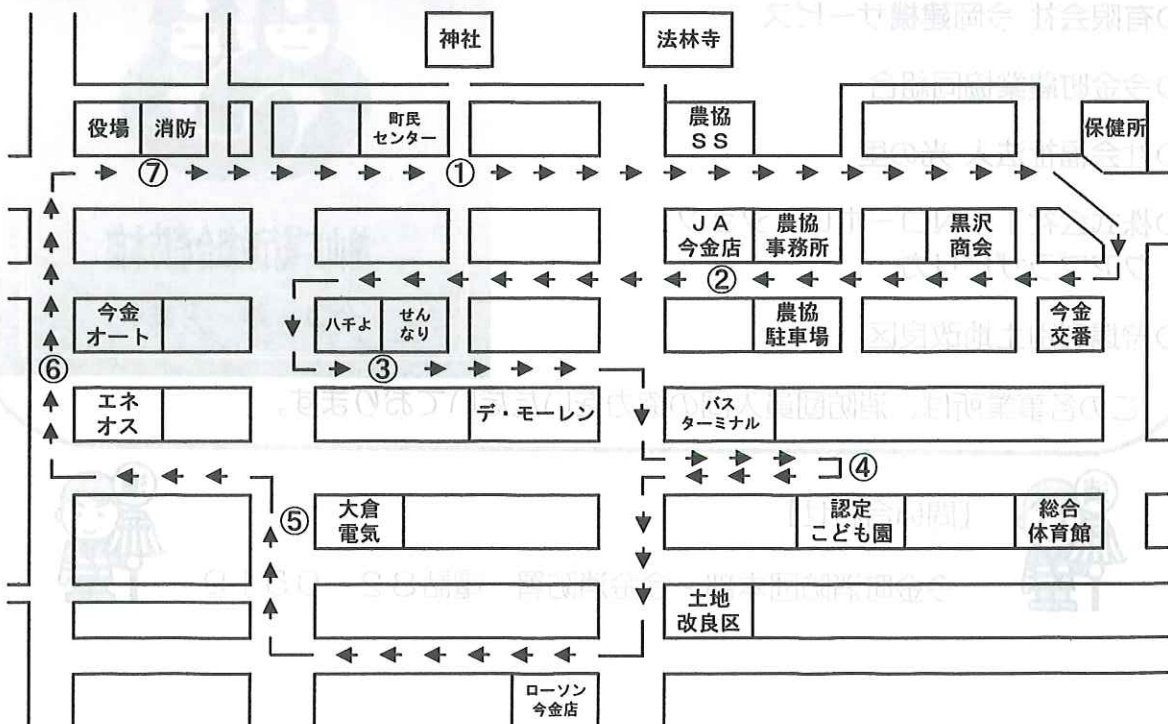 神社
法林寺
役場
消防
町民
センター
農協
SS
保健所
⑦
①
JA
今金店
農協
事務所
黒沢
商会
②
今金
オート
八千よ
せん
なり
農協
駐車場
今金
交番
⑥
③
エネ
オス
デ・モーレン
バス
ターミナル
④
⑤
大倉
電気
認定
こども園
総合
体育館
土地
改良区
ローソン
今金店